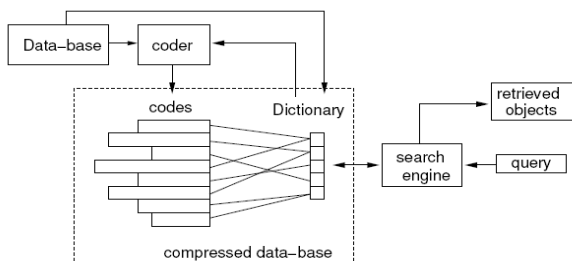 Data-base
coder
codes
Dictionary
compressed data-base
search
engine
retrieved
objects
query